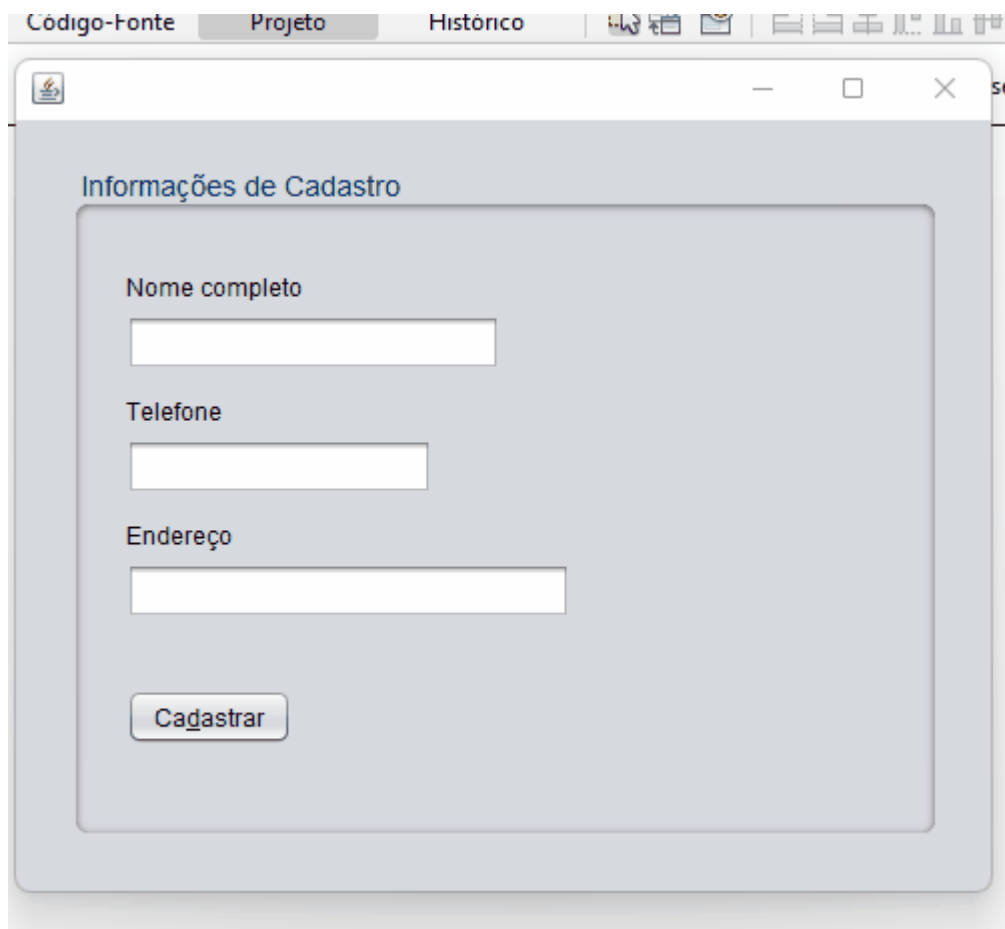 Código-Fonte Projeto Histórico
Informações de Cadastro
Nome completo
Telefone
Endereço
Cadastrar